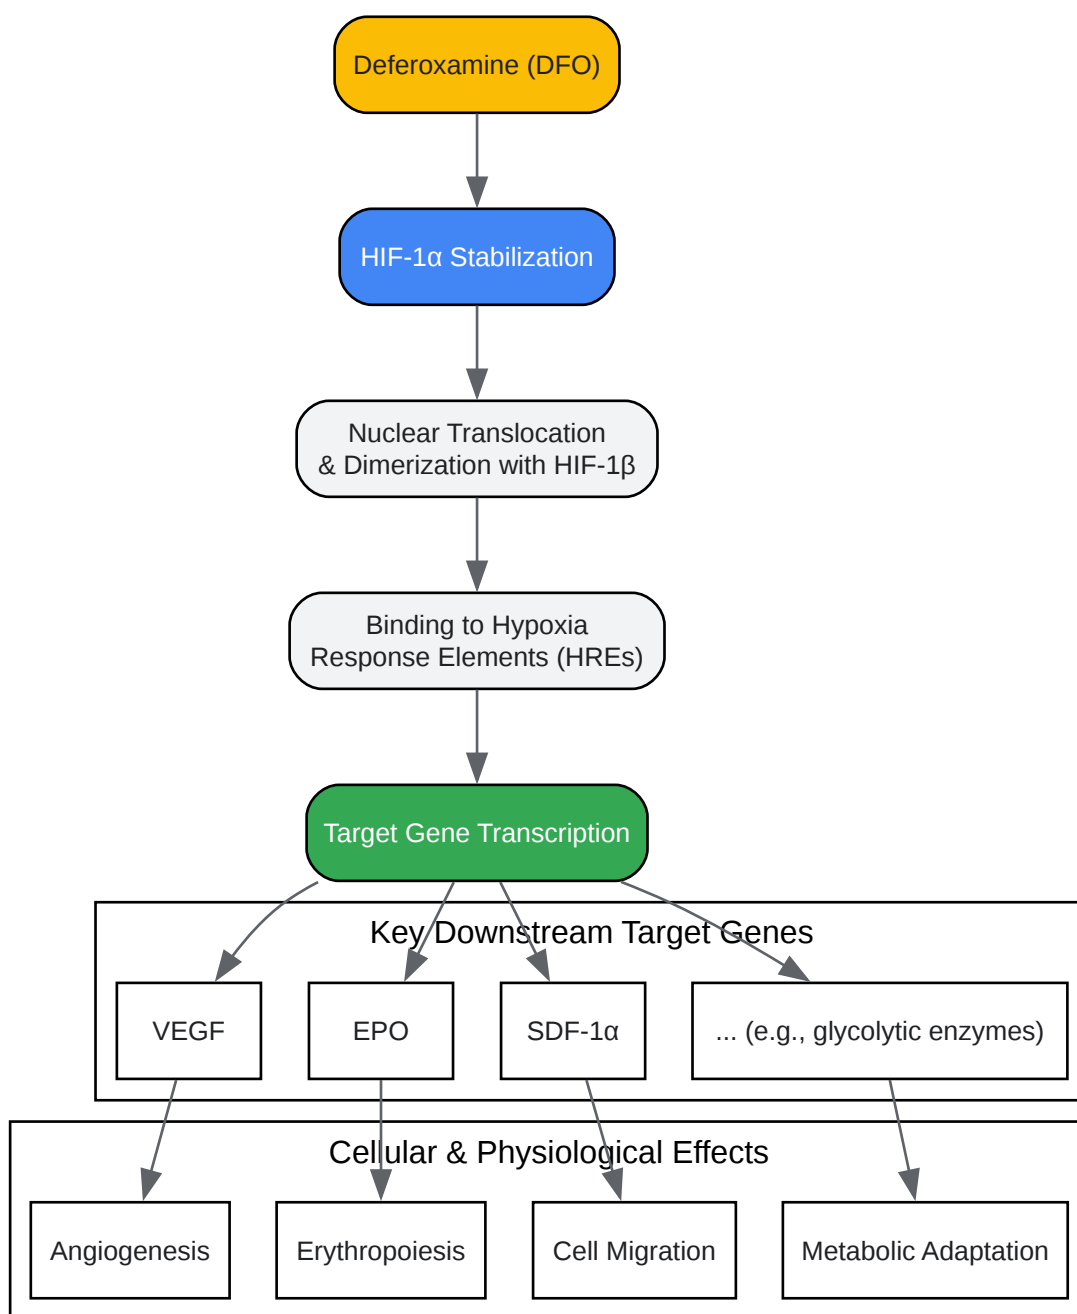 Deferoxamine (DFO)
HIF-1α Stabilization
Nuclear Translocation
& Dimerization with HIF-1β
Binding to Hypoxia
Response Elements (HREs)
Target Gene Transcription
Key Downstream Target Genes
VEGF
EPO
SDF-1α
... (e.g., glycolytic enzymes)
Cellular & Physiological Effects
Angiogenesis
Erythropoiesis
Cell Migration
Metabolic Adaptation